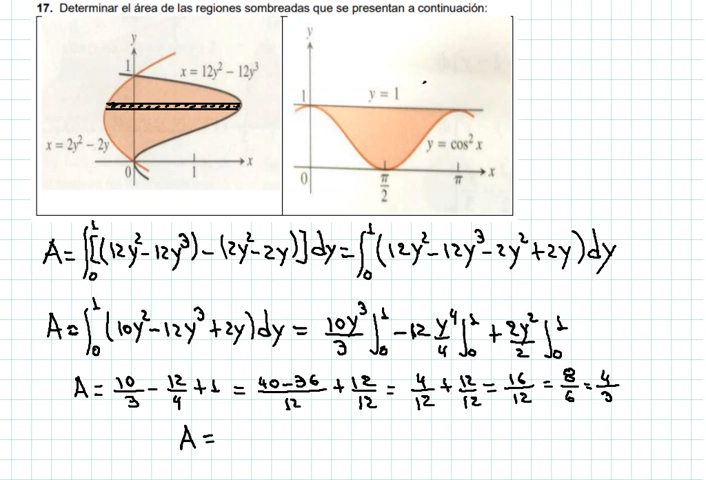 17. Determinar el área de las regiones sombreadas que se presentan a continuación:
y
1
x = 12y² – 12y³
x = 2y² – 2y
0
1
x
y
1
y = 1
y = cos² x
0
π/2
π
x
A = ∫₀¹ [(12y² - 12y³) - (2y² - 2y)] dy = ∫₀¹ (12y² - 12y³ - 2y² + 2y) dy
A = ∫₀¹ (10y² - 12y³ + 2y) dy = 10y³/3 ]₀¹ - 12 y⁴/4 ]₀¹ + 2y²/2 ]₀¹
A = 10/3 - 12/4 + 1 = (40-36)/12 + 12/12 = 4/12 + 12/12 = 16/12 = 8/6 = 4/3
A =